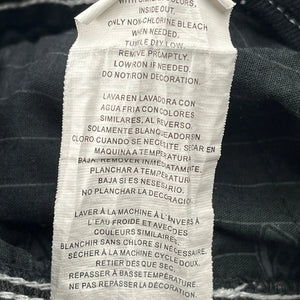 INSIDE OUT.
ONLY NON-CHLORINE BLEACH
WHEN NEEDED.
TUMBLE DRY LOW.
REMOVE PROMPTLY.
LOW IRON IF NEEDED.
DO NOT IRON DECORATION.
LAVAR EN LAVADORA CON
AGUA FRIA CON COLORES
SIMILARES, AL REVERSO.
SOLAMENTE BLANQUEADOR SIN
CLORO CUANDO SE NECESITE, SEDAR EN
MAQUINA A TEMPERATURA
BAJA. REMOVER INMEDIATAMENTE.
PLANCHAR A TEMPERATURA
BAJA SI ES NESESARIO.
NO PLANCHAR LA DECORACION.
LAVER À LA MACHINE À L'ENVERS À
L'EAU FROIDE ET AVEC DES
COULEURS SIMILAIRES.
BLANCHIR SANS CHLORE SI NÉCESSAIRE.
SÉCHER À LA MACHINE CYCLE DOUX.
RETIRER DÈS QUE SEC.
REPASSER À BASSE TEMPÉRATURE.
NE PAS REPASSER LA DÉCORATION.